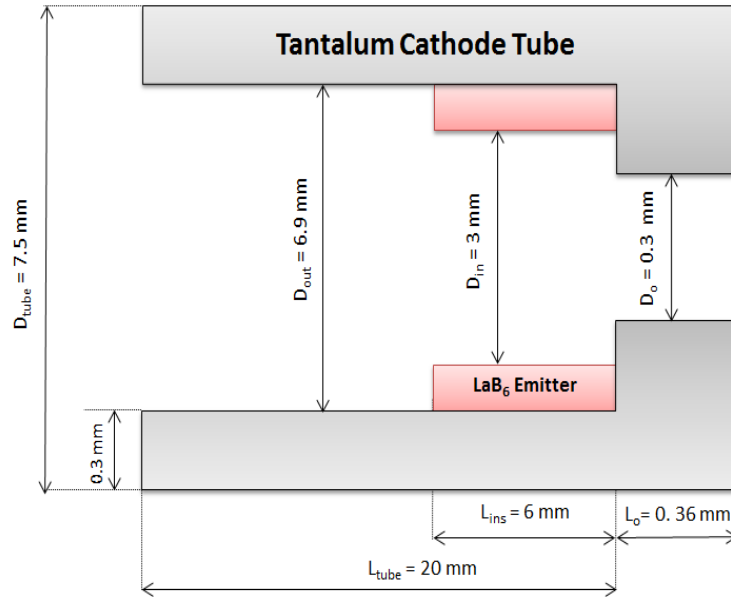 Tantalum Cathode Tube
D_tube = 7.5 mm
D_out = 6.9 mm
D_in = 3 mm
D_o = 0.3 mm
LaB_6 Emitter
0.3 mm
L_ins = 6 mm
L_o= 0. 36 mm
L_tube = 20 mm